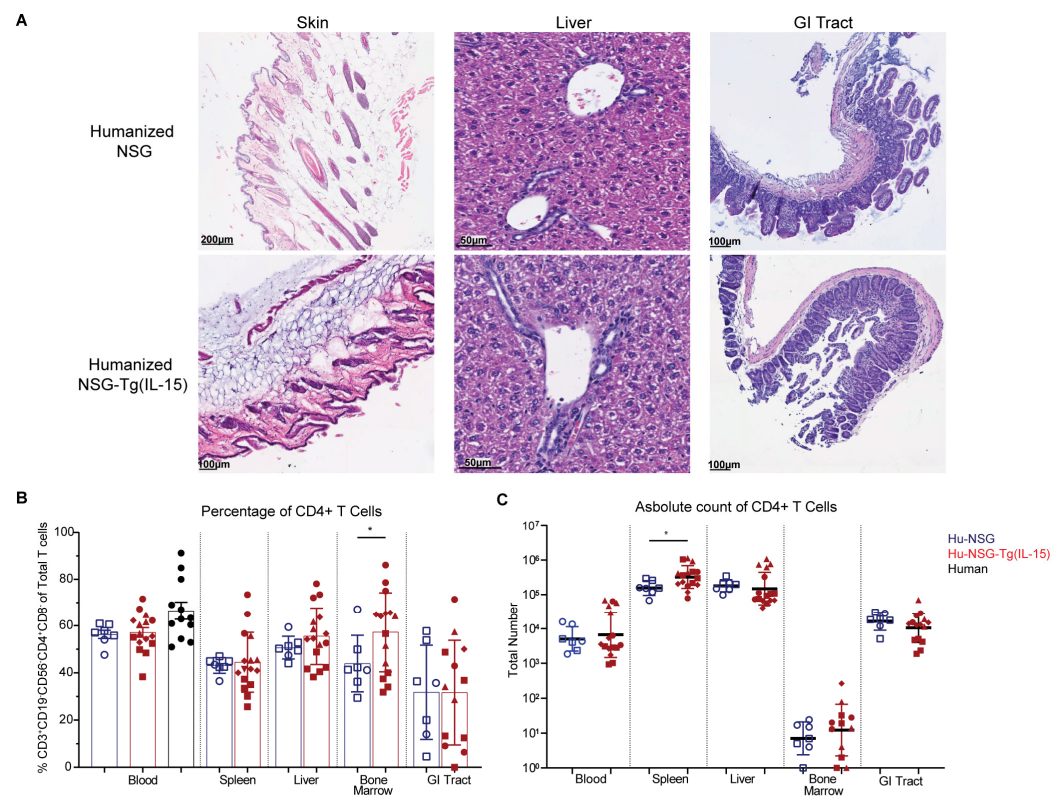 A
Skin
Liver
GI Tract
Humanized
NSG
200μm
50μm
100μm
Humanized
NSG-Tg(IL-15)
100μm
50μm
100μm
B
Percentage of CD4+ T Cells
% CD3⁺CD19⁻CD56⁻CD4⁺CD8⁻ of Total T cells
100
80
60
40
20
0
*
Blood
Spleen
Liver
Bone
Marrow
GI Tract
C
Asbolute count of CD4+ T Cells
Total Number
10⁷
10⁶
10⁵
10⁴
10³
10²
10¹
10⁰
*
Blood
Spleen
Liver
Bone
Marrow
GI Tract
Hu-NSG
Hu-NSG-Tg(IL-15)
Human